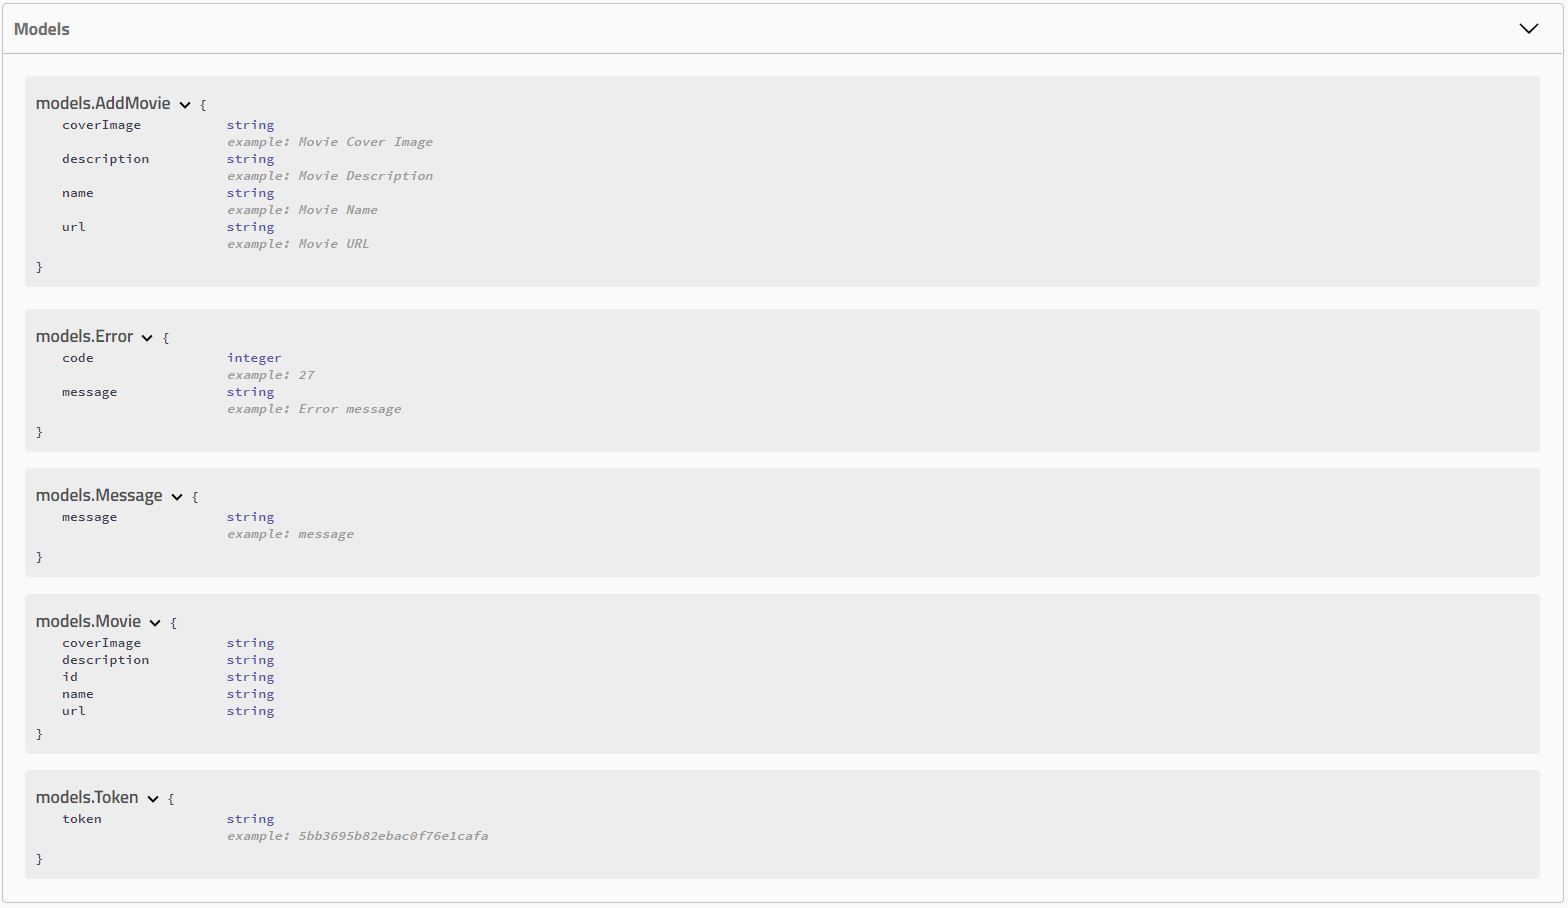 Models
models.AddMovie {
coverImage string
example: Movie Cover Image
description string
example: Movie Description
name string
example: Movie Name
url string
example: Movie URL
}
models.Error {
code integer
example: 27
message string
example: Error message
}
models.Message {
message string
example: message
}
models.Movie {
coverImage string
description string
id string
name string
url string
}
models.Token {
token string
example: 5bb3695b82ebac0f76e1cafa
}